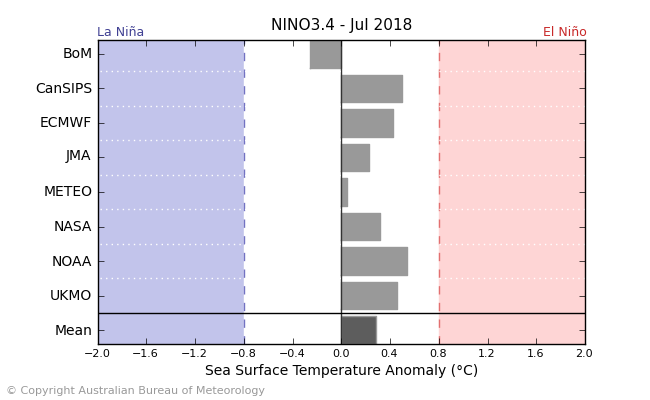 NINO3.4 - Jul 2018
La Niña
El Niño
BoM
CanSIPS
ECMWF
JMA
METEO
NASA
NOAA
UKMO
Mean
−2.0 −1.6 −1.2 −0.8 −0.4 0.0 0.4 0.8 1.2 1.6 2.0
Sea Surface Temperature Anomaly (°C)
© Copyright Australian Bureau of Meteorology